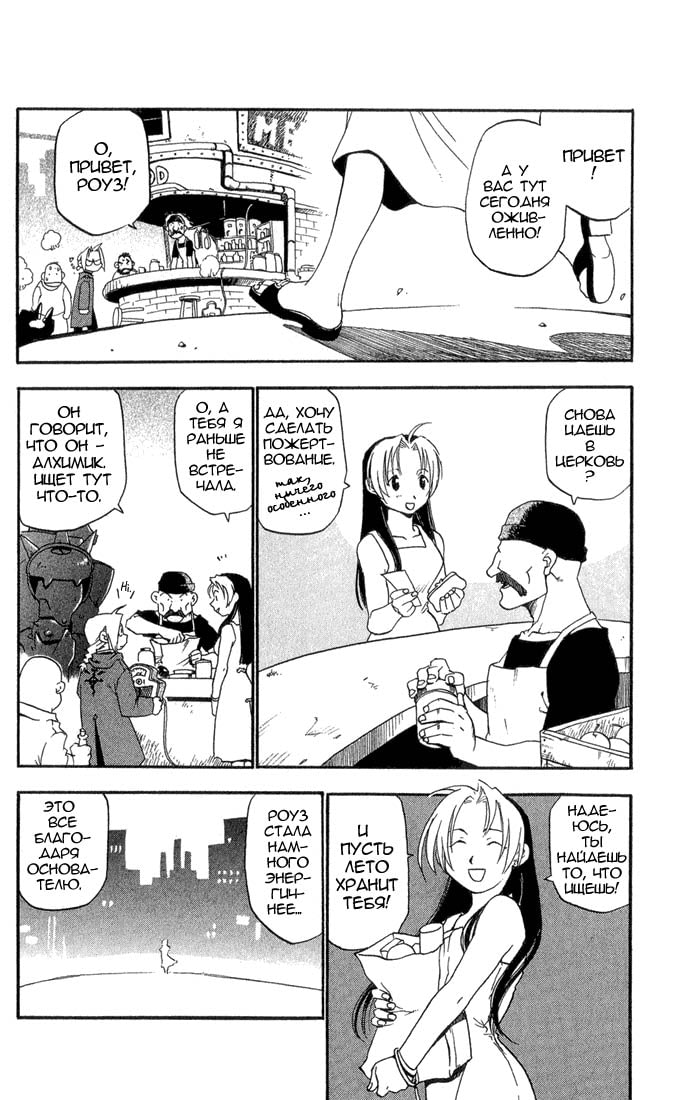 ПРИВЕТ
!
А У
ВАС ТУТ
СЕГОДНЯ
ОЖИВ-
ЛЕННО!
О,
ПРИВЕТ,
РОУЗ!
СНОВА
ИДЕШЬ
В
ЦЕРКОВЬ
?
ДА, ХОЧУ
СДЕЛАТЬ
ПОЖЕРТ-
ВОВАНИЕ.
так,
ничего
особенного
...
О, А
ТЕБЯ Я
РАНЬШЕ
НЕ
ВСТРЕ-
ЧАЛА.
ОН
ГОВОРИТ,
ЧТО ОН -
АЛХИМИК.
ИЩЕТ ТУТ
ЧТО-ТО.
Hi,
НАДЕ-
ЮСЬ,
ТЫ
НАЙДЕШЬ
ТО, ЧТО
ИЩЕШЬ!
И
ПУСТЬ
ЛЕТО
ХРАНИТ
ТЕБЯ!
РОУЗ
СТАЛА
НАМ-
НОГО
ЭНЕР-
ГИЧ-
НЕЕ...
ЭТО
ВСЕ
БЛАГО-
ДАРЯ
ОСНОВА-
ТЕЛЮ.